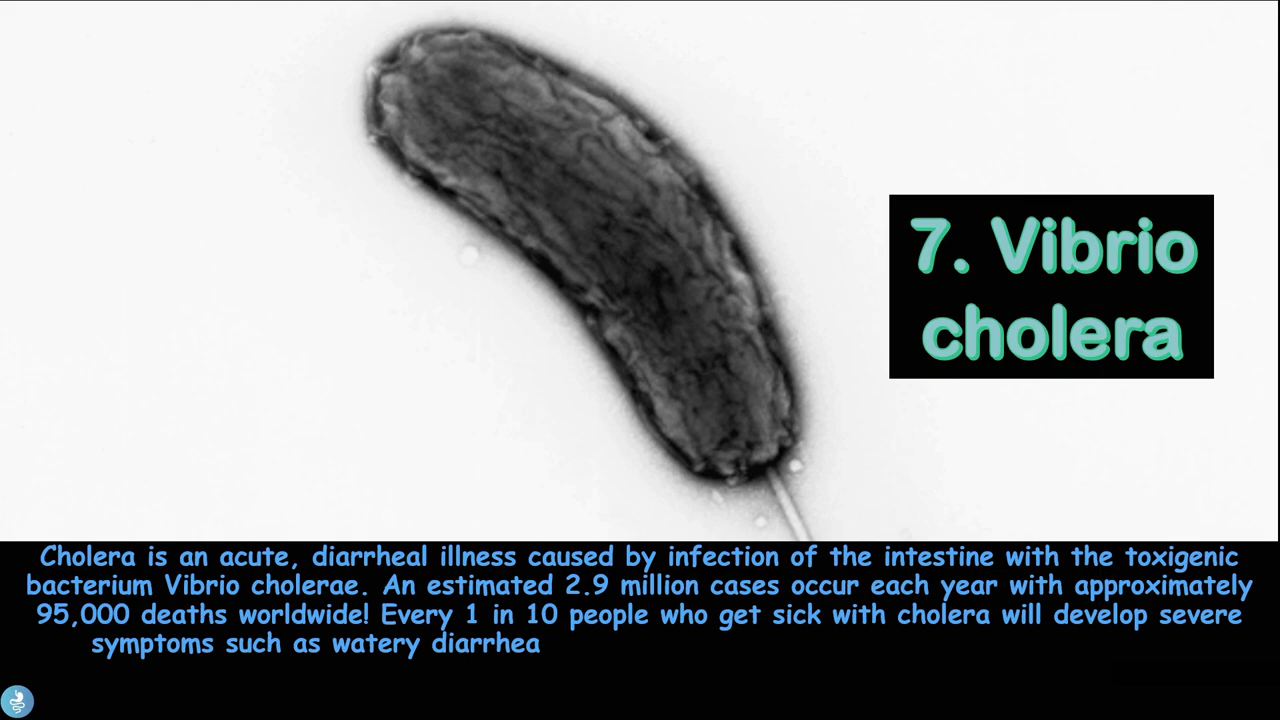 7. Vibrio
cholera
Cholera is an acute, diarrheal illness caused by infection of the intestine with the toxigenic
bacterium Vibrio cholerae. An estimated 2.9 million cases occur each year with approximately
95,000 deaths worldwide! Every 1 in 10 people who get sick with cholera will develop severe
symptoms such as watery diarrhea